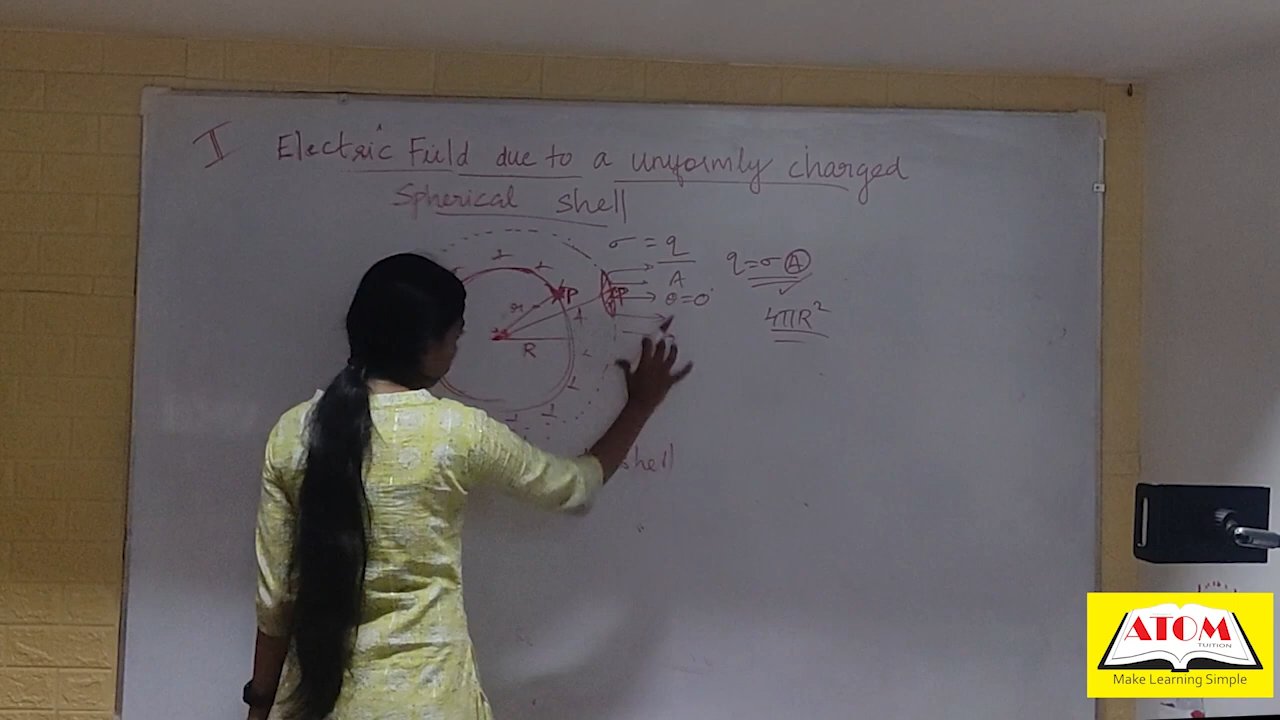 I Electric Field due to a uniformly charged
Spherical shell
σ = q
A
q = σ A
θ = 0°
4πR²
P
P
r
R
shell
ATOM
TUITION
Make Learning Simple